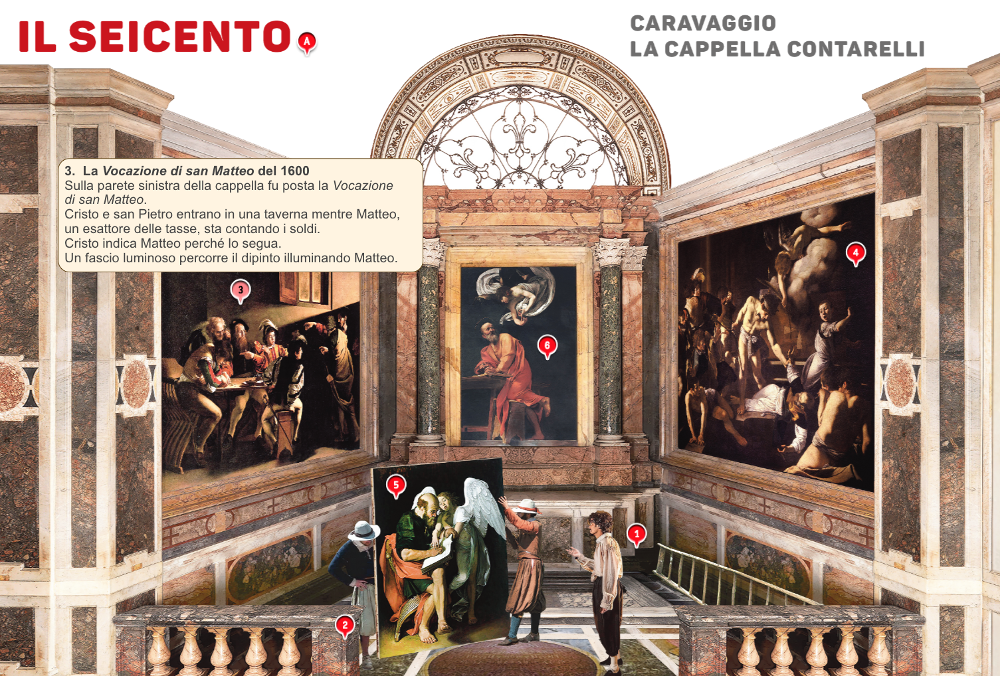 IL SEICENTO A
CARAVAGGIO
LA CAPPELLA CONTARELLI
3. La Vocazione di san Matteo del 1600
Sulla parete sinistra della cappella fu posta la Vocazione
di san Matteo.
Cristo e san Pietro entrano in una taverna mentre Matteo,
un esattore delle tasse, sta contando i soldi.
Cristo indica Matteo perché lo segua.
Un fascio luminoso percorre il dipinto illuminando Matteo.
4
3
6
5
1
2